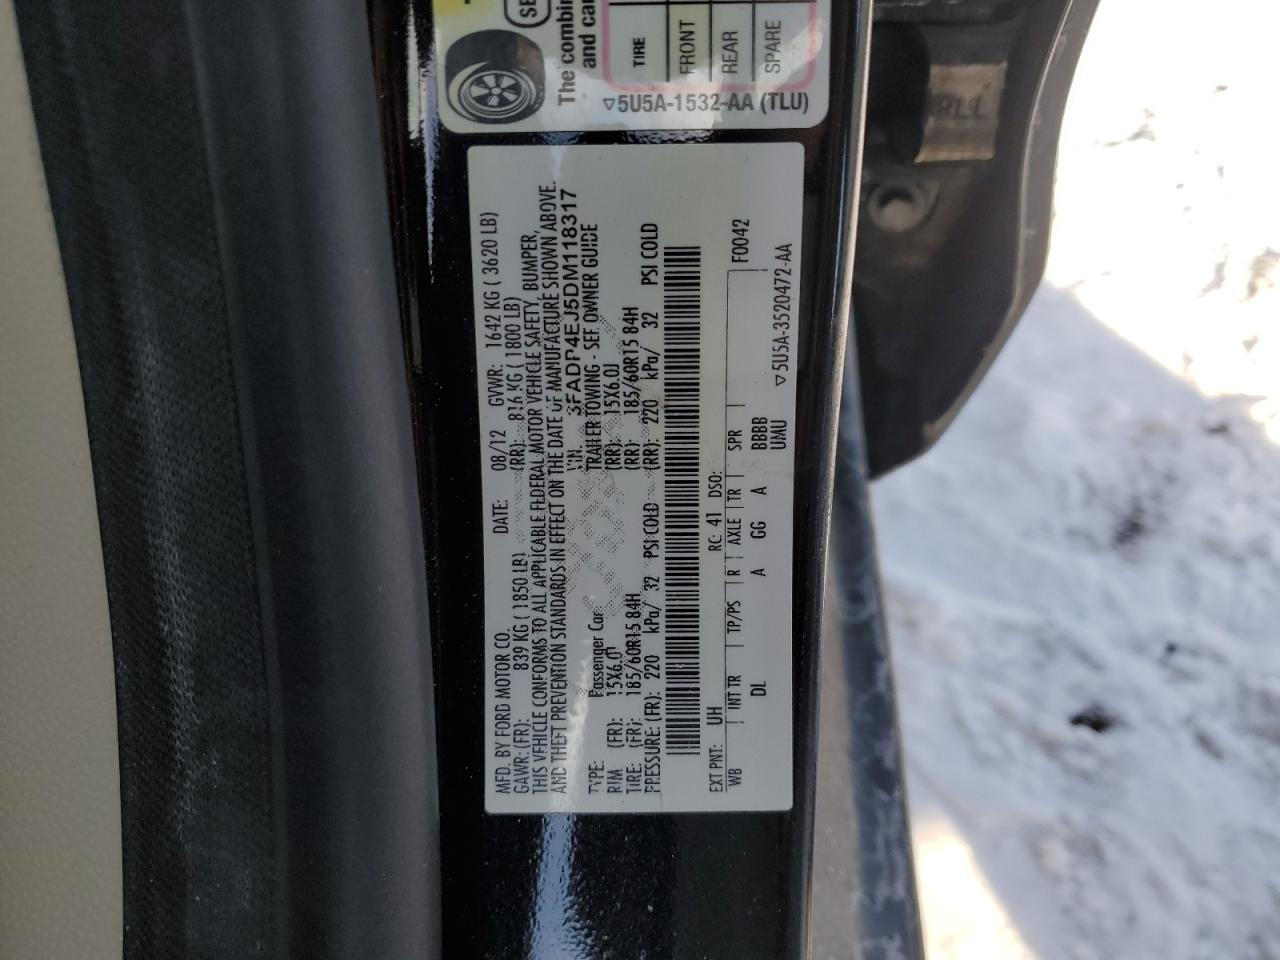 SE
The combin
and car
TIRE
FRONT
REAR
SPARE
▽5U5A-1532-AA (TLU)
MFD. BY FORD MOTOR CO. DATE: 08/12 GVWR: 1642 KG ( 3620 LB)
GAWR: (FR): 839 KG ( 1850 LB) (RR): 816 KG ( 1800 LB)
THIS VEHICLE CONFORMS TO ALL APPLICABLE FEDERAL MOTOR VEHICLE SAFETY, BUMPER,
AND THEFT PREVENTION STANDARDS IN EFFECT ON THE DATE OF MANUFACTURE SHOWN ABOVE.
VIN: 3FADP4EJ5DM118317
TYPE: Passenger Car TRAILER TOWING - SEE OWNER GUIDE
RIM (FR): 15X6.0J (RR): 15X6.0J
TIRE: (FR): 185/60R15 84H (RR) 185/60R15 84H
PRESSURE: (FR): 220 kPa/ 32 PSI COLD (RR): 220 kPa/ 32 PSI COLD
EXT PNT: UH RC: 41 DSO: F0042
WB INT TR TP/PS R AXLE TR SPR
DL A GG A BBBB
UMU
▽5U5A-3520472-AA